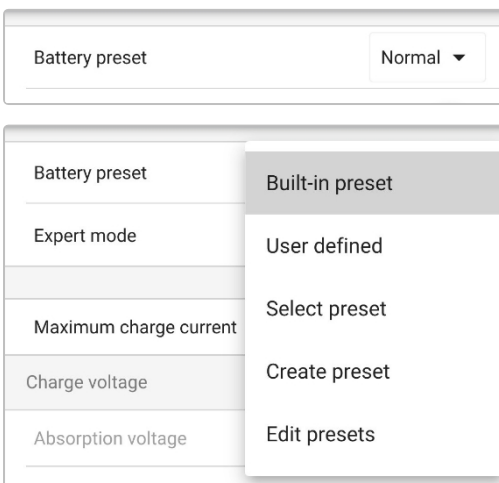 Battery preset Normal
Battery preset
Built-in preset
Expert mode
User defined
Select preset
Maximum charge current
Create preset
Charge voltage
Absorption voltage
Edit presets